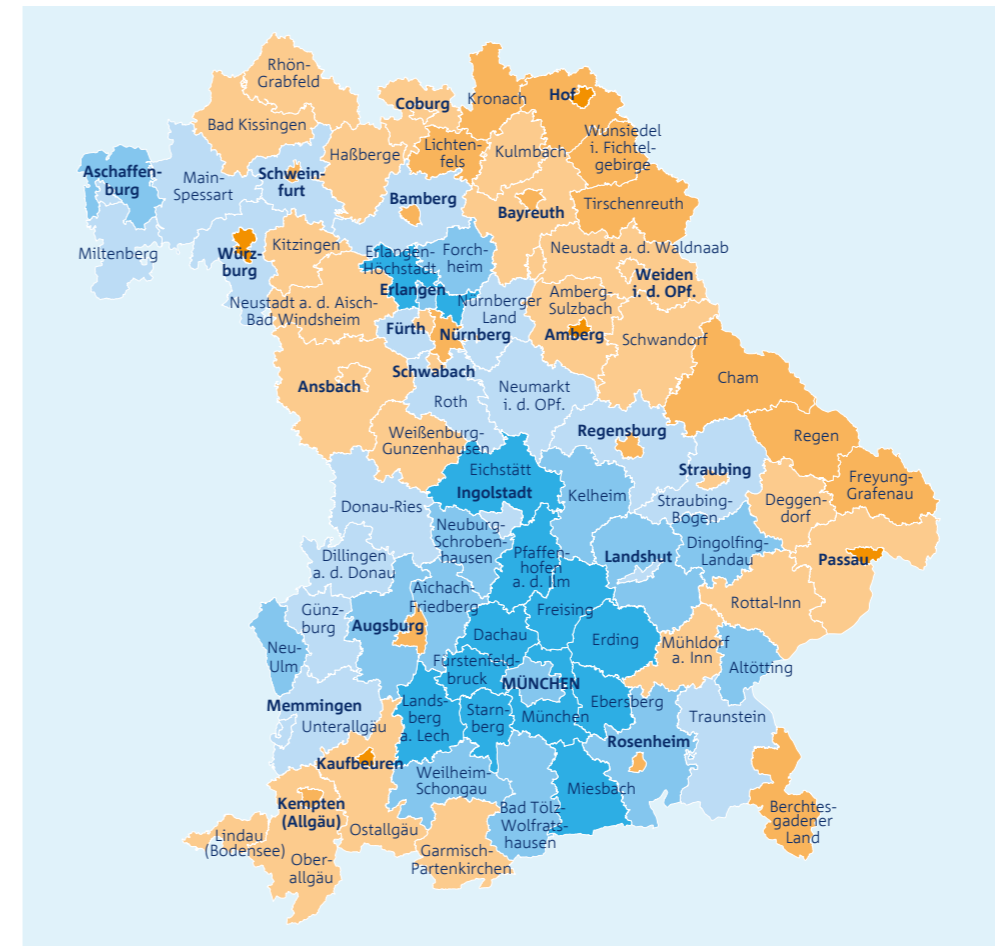 Rhön-
Grabfeld
Coburg
Kronach
Hof
Bad Kissingen
Haßberge
Lichten-
fels
Kulmbach
Wunsiedel
i. Fichtel-
gebirge
Aschaffen-
burg
Main-
Spessart
Schwein-
furt
Bamberg
Bayreuth
Tirschenreuth
Miltenberg
Würz-
burg
Kitzingen
Erlangen-
Höchstadt
Forch-
heim
Neustadt a. d. Waldnaab
Weiden
i. d. OPf.
Neustadt a. d. Aisch-
Bad Windsheim
Erlangen
Nürnberger
Land
Amberg-
Sulzbach
Fürth
Nürnberg
Amberg
Schwandorf
Ansbach
Schwabach
Roth
Neumarkt
i. d. OPf.
Cham
Weißenburg-
Gunzenhausen
Regensburg
Regen
Eichstätt
Ingolstadt
Kelheim
Straubing
Straubing-
Bogen
Deggen-
dorf
Freyung-
Grafenau
Donau-Ries
Neuburg-
Schroben-
hausen
Pfaffen-
hofen
a. d. Ilm
Landshut
Dingolfing-
Landau
Passau
Dillingen
a. d. Donau
Aichach-
Friedberg
Freising
Rottal-Inn
Günz-
burg
Augsburg
Dachau
Erding
Mühldorf
a. Inn
Altötting
Neu-
Ulm
Fürstenfeld-
bruck
MÜNCHEN
Memmingen
Unterallgäu
Lands-
berg
a. Lech
Starn-
berg
München
Ebersberg
Traunstein
Kaufbeuren
Weilheim-
Schongau
Rosenheim
Miesbach
Kempten
(Allgäu)
Ostallgäu
Bad Tölz-
Wolfrats-
hausen
Berchtes-
gadener
Land
Lindau
(Bodensee)
Ober-
allgäu
Garmisch-
Partenkirchen